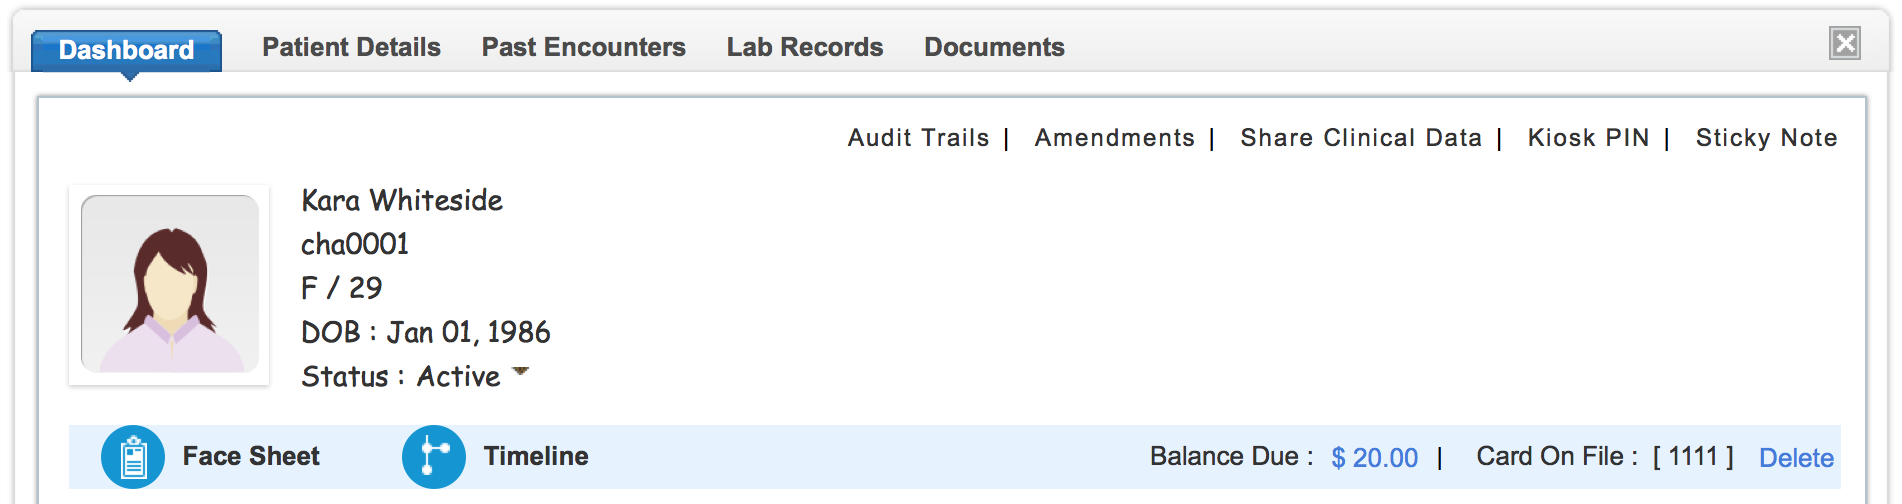 Dashboard Patient Details Past Encounters Lab Records Documents
Audit Trails | Amendments | Share Clinical Data | Kiosk PIN | Sticky Note
Kara Whiteside
cha0001
F / 29
DOB : Jan 01, 1986
Status : Active
Face Sheet Timeline Balance Due : $ 20.00 | Card On File : [ 1111 ] Delete